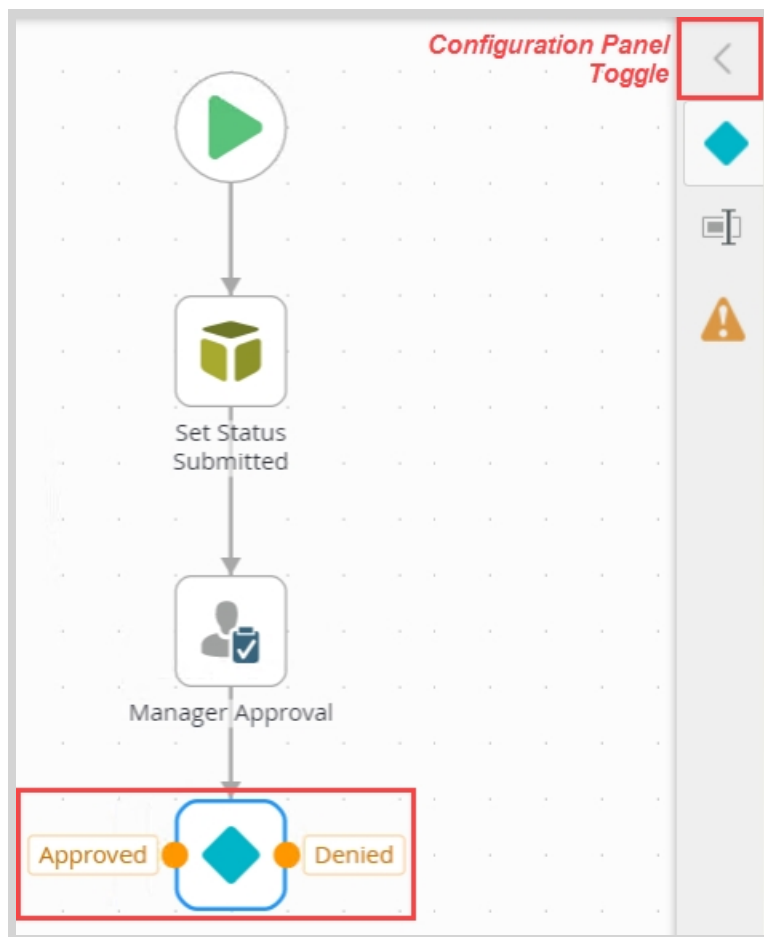 Configuration Panel
Toggle
Set Status
Submitted
Manager Approval
Approved
Denied